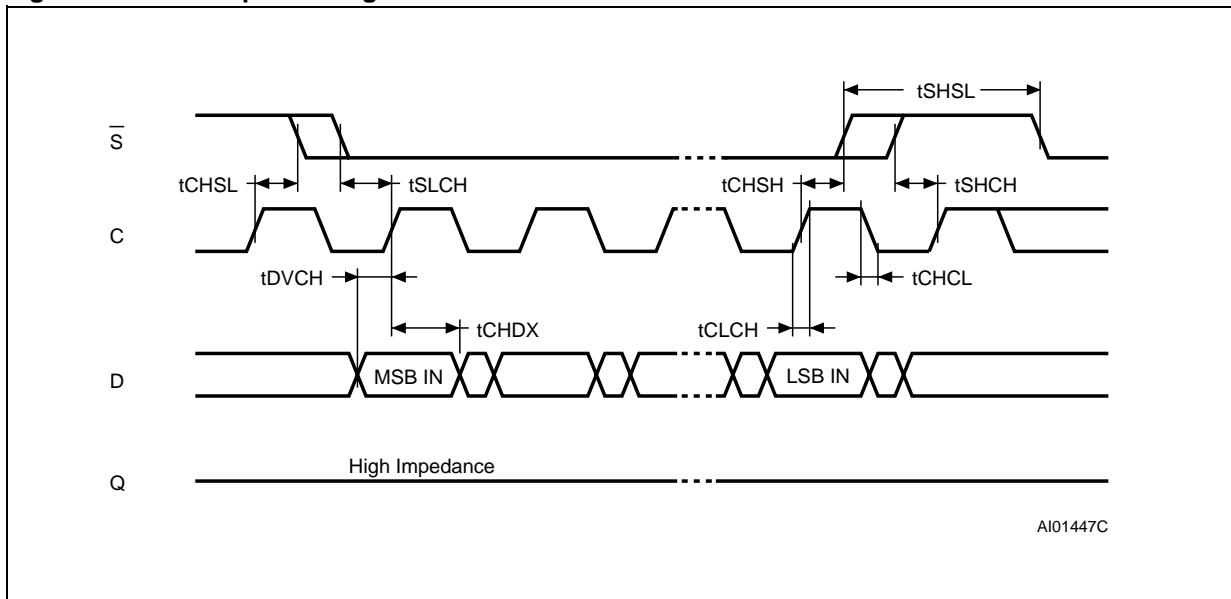 tSHSL
S
tCHSL
tSLCH
tCHSH
tSHCH
C
tDVCH
tCHCL
tCHDX
tCLCH
D
MSB IN
LSB IN
High Impedance
Q
AI01447C